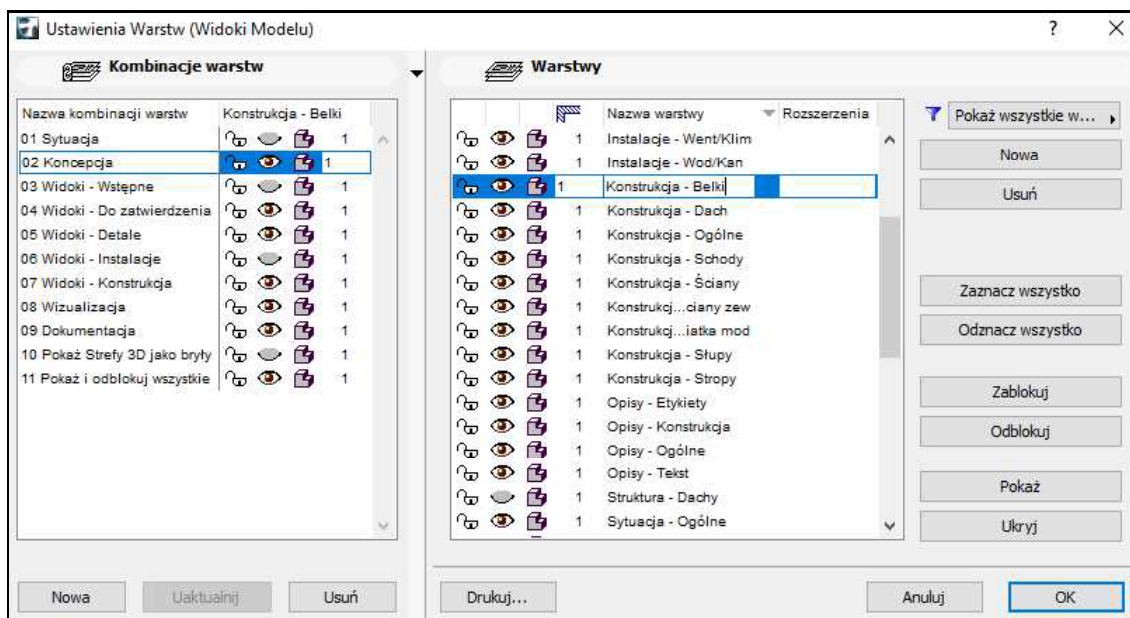 Ustawienia Warstw (Widoki Modelu)
?
Kombinacje warstw
Nazwa kombinacji warstw Konstrukcja - Belki
01 Sytuacja 1
02 Koncepcja 1
03 Widoki - Wstępne 1
04 Widoki - Do zatwierdzenia 1
05 Widoki - Detale 1
06 Widoki - Instalacje 1
07 Widoki - Konstrukcja 1
08 Wizualizacja 1
09 Dokumentacja 1
10 Pokaż Strefy 3D jako bryły 1
11 Pokaż i odblokuj wszystkie 1
Nowa Uaktualnij Usuń
Warstwy
Nazwa warstwy Rozszerzenia
1 Instalacje - Went/Klim
1 Instalacje - Wod/Kan
1 Konstrukcja - Belki
1 Konstrukcja - Dach
1 Konstrukcja - Ogólne
1 Konstrukcja - Schody
1 Konstrukcja - Ściany
1 Konstrukcj...ciany zew
1 Konstrukcj...iatka mod
1 Konstrukcja - Słupy
1 Konstrukcja - Stropy
1 Opisy - Etykiety
1 Opisy - Konstrukcja
1 Opisy - Ogólne
1 Opisy - Tekst
1 Struktura - Dachy
1 Sytuacja - Ogólne
Pokaż wszystkie w...
Nowa
Usuń
Zaznacz wszystko
Odznacz wszystko
Zablokuj
Odblokuj
Pokaż
Ukryj
Drukuj... Anuluj OK